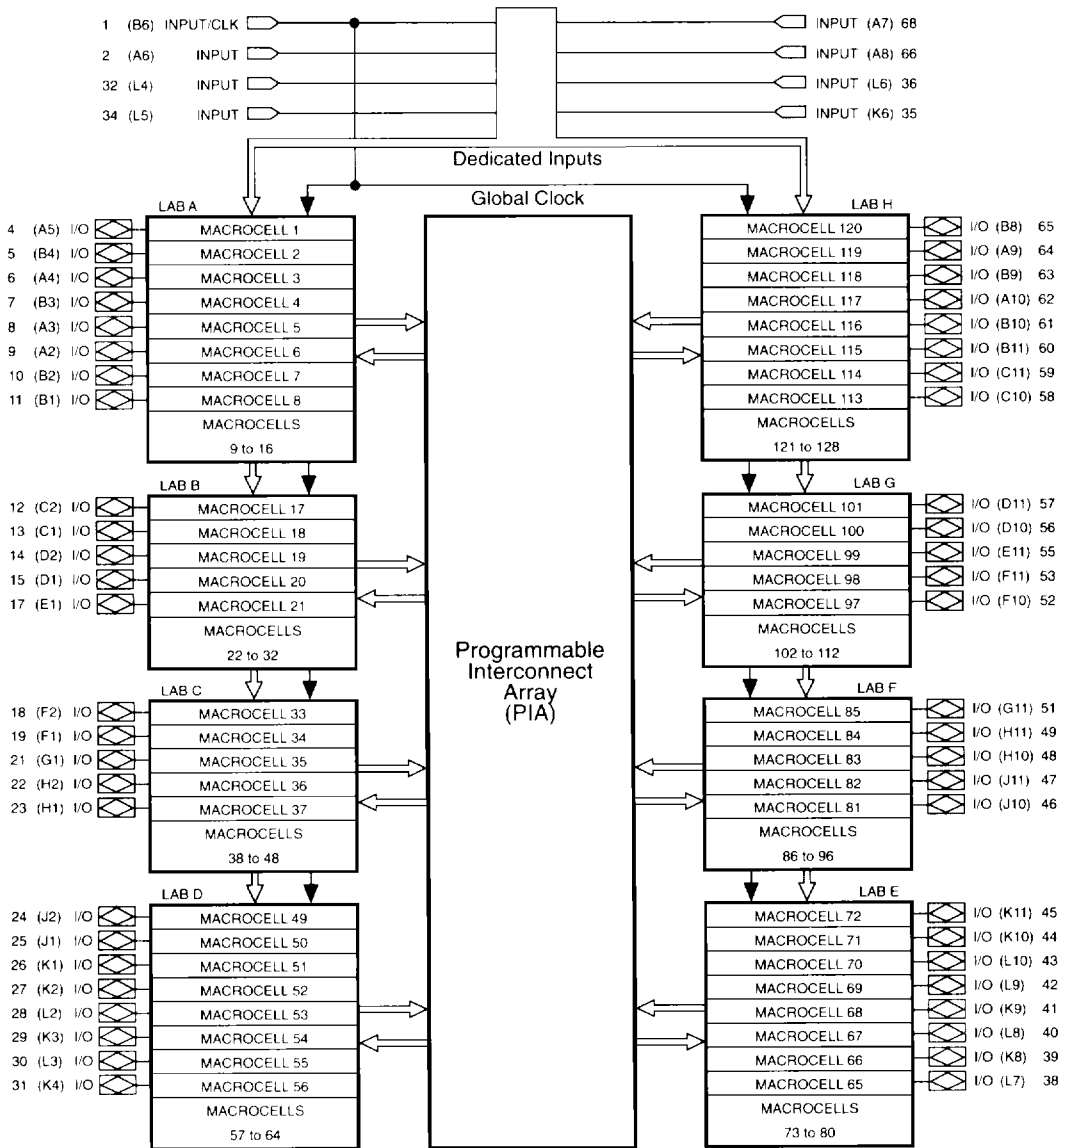 1 (B6) INPUT/CLK
INPUT (A7) 68
2 (A6) INPUT
INPUT (A8) 66
32 (L4) INPUT
INPUT (L6) 36
34 (L5) INPUT
INPUT (K6) 35
Dedicated Inputs
Global Clock
LAB A
4 (A5) I/O MACROCELL 1
5 (B4) I/O MACROCELL 2
6 (A4) I/O MACROCELL 3
7 (B3) I/O MACROCELL 4
8 (A3) I/O MACROCELL 5
9 (A2) I/O MACROCELL 6
10 (B2) I/O MACROCELL 7
11 (B1) I/O MACROCELL 8
MACROCELLS
9 to 16
LAB B
12 (C2) I/O MACROCELL 17
13 (C1) I/O MACROCELL 18
14 (D2) I/O MACROCELL 19
15 (D1) I/O MACROCELL 20
17 (E1) I/O MACROCELL 21
MACROCELLS
22 to 32
LAB C
18 (F2) I/O MACROCELL 33
19 (F1) I/O MACROCELL 34
21 (G1) I/O MACROCELL 35
22 (H2) I/O MACROCELL 36
23 (H1) I/O MACROCELL 37
MACROCELLS
38 to 48
LAB D
24 (J2) I/O MACROCELL 49
25 (J1) I/O MACROCELL 50
26 (K1) I/O MACROCELL 51
27 (K2) I/O MACROCELL 52
28 (L2) I/O MACROCELL 53
29 (K3) I/O MACROCELL 54
30 (L3) I/O MACROCELL 55
31 (K4) I/O MACROCELL 56
MACROCELLS
57 to 64
Programmable
Interconnect
Array
(PIA)
LAB H
MACROCELL 120 I/O (B8) 65
MACROCELL 119 I/O (A9) 64
MACROCELL 118 I/O (B9) 63
MACROCELL 117 I/O (A10) 62
MACROCELL 116 I/O (B10) 61
MACROCELL 115 I/O (B11) 60
MACROCELL 114 I/O (C11) 59
MACROCELL 113 I/O (C10) 58
MACROCELLS
121 to 128
LAB G
MACROCELL 101 I/O (D11) 57
MACROCELL 100 I/O (D10) 56
MACROCELL 99 I/O (E11) 55
MACROCELL 98 I/O (F11) 53
MACROCELL 97 I/O (F10) 52
MACROCELLS
102 to 112
LAB F
MACROCELL 85 I/O (G11) 51
MACROCELL 84 I/O (H11) 49
MACROCELL 83 I/O (H10) 48
MACROCELL 82 I/O (J11) 47
MACROCELL 81 I/O (J10) 46
MACROCELLS
86 to 96
LAB E
MACROCELL 72 I/O (K11) 45
MACROCELL 71 I/O (K10) 44
MACROCELL 70 I/O (L10) 43
MACROCELL 69 I/O (L9) 42
MACROCELL 68 I/O (K9) 41
MACROCELL 67 I/O (L8) 40
MACROCELL 66 I/O (K8) 39
MACROCELL 65 I/O (L7) 38
MACROCELLS
73 to 80